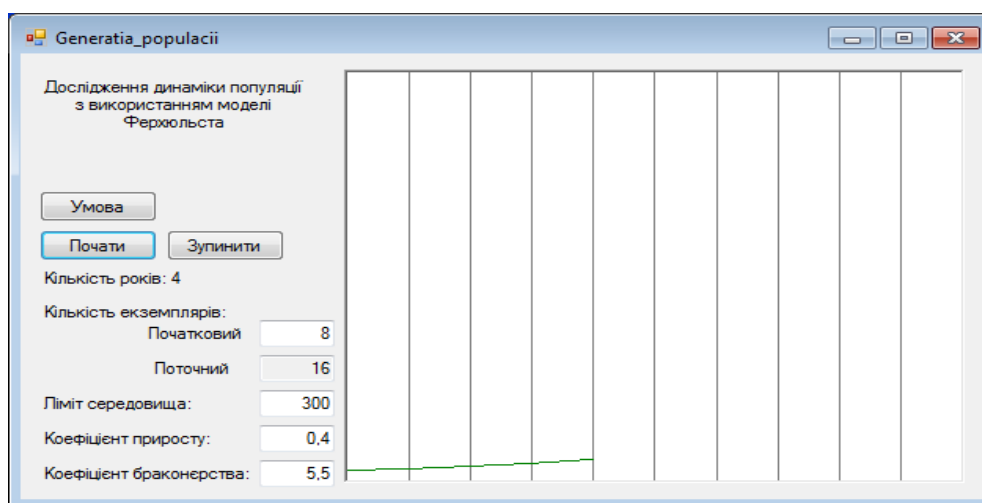 Generatia_populacii
Дослідження динаміки популяції
з використанням моделі
Ферхюльста
Умова
Почати Зупинити
Кількість років: 4
Кількість екземплярів:
Початковий 8
Поточний 16
Ліміт середовища: 300
Коефіцієнт приросту: 0,4
Коефіцієнт браконєрства: 5,5